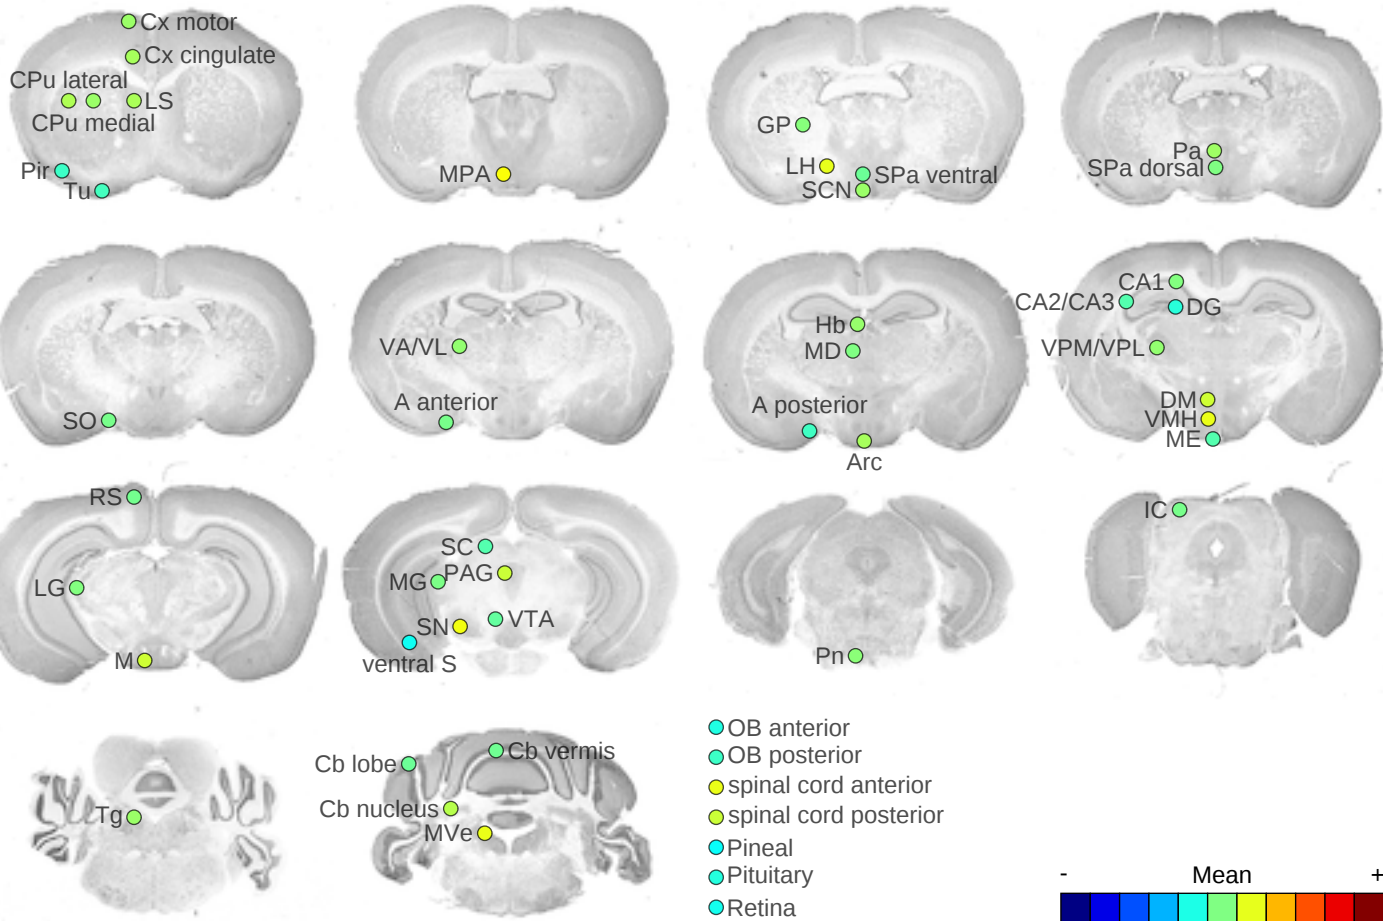 Cx motor
Cx cingulate
CPu lateral
LS
CPu medial
Pir
Tu
MPA
GP
LH
SPa ventral
SCN
Pa
SPa dorsal
SO
VA/VL
A anterior
Hb
MD
A posterior
Arc
CA1
CA2/CA3
DG
VPM/VPL
DM
VMH
ME
RS
LG
M
SC
PAG
MG
SN
VTA
ventral S
Pn
IC
Tg
Cb lobe
Cb vermis
Cb nucleus
MVe
OB anterior
OB posterior
spinal cord anterior
spinal cord posterior
Pineal
Pituitary
Retina
- Mean +